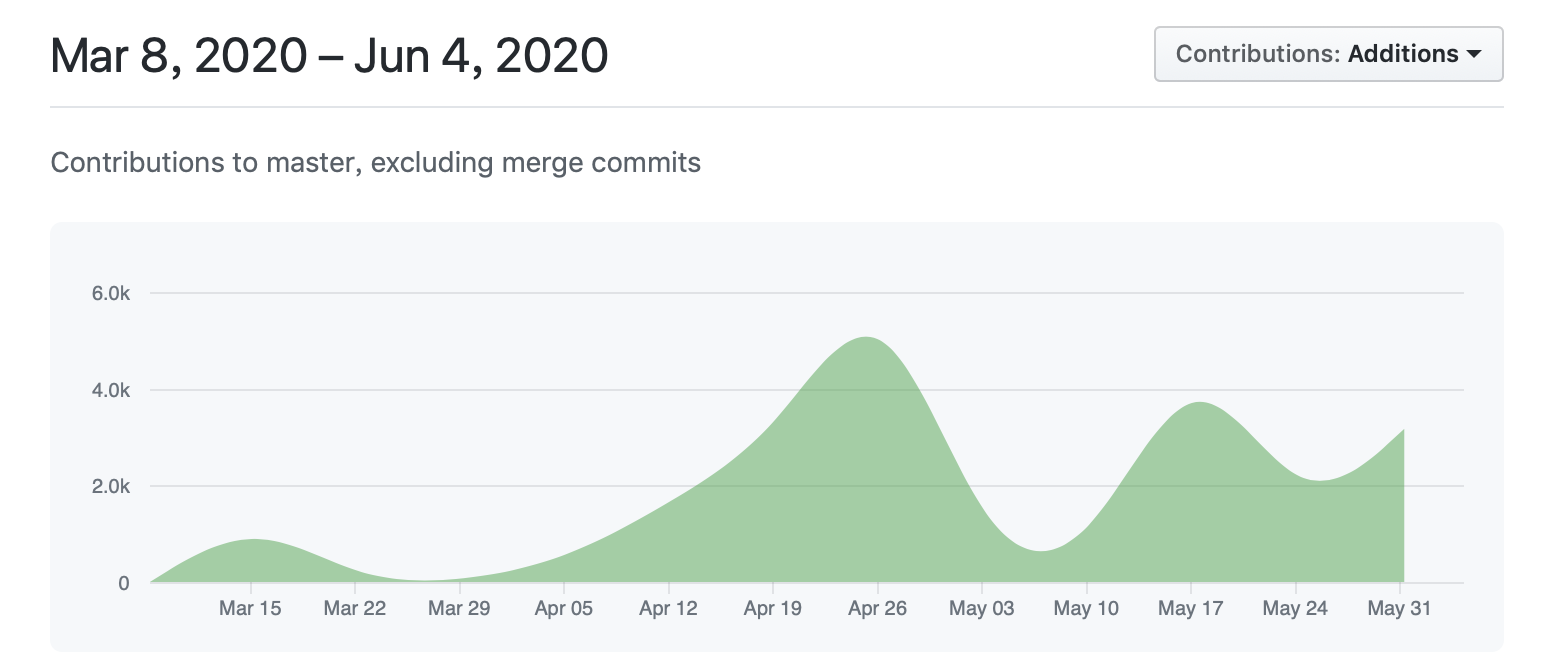 Mar 8, 2020 – Jun 4, 2020
Contributions: Additions
Contributions to master, excluding merge commits
6.0k
4.0k
2.0k
0
Mar 15 Mar 22 Mar 29 Apr 05 Apr 12 Apr 19 Apr 26 May 03 May 10 May 17 May 24 May 31